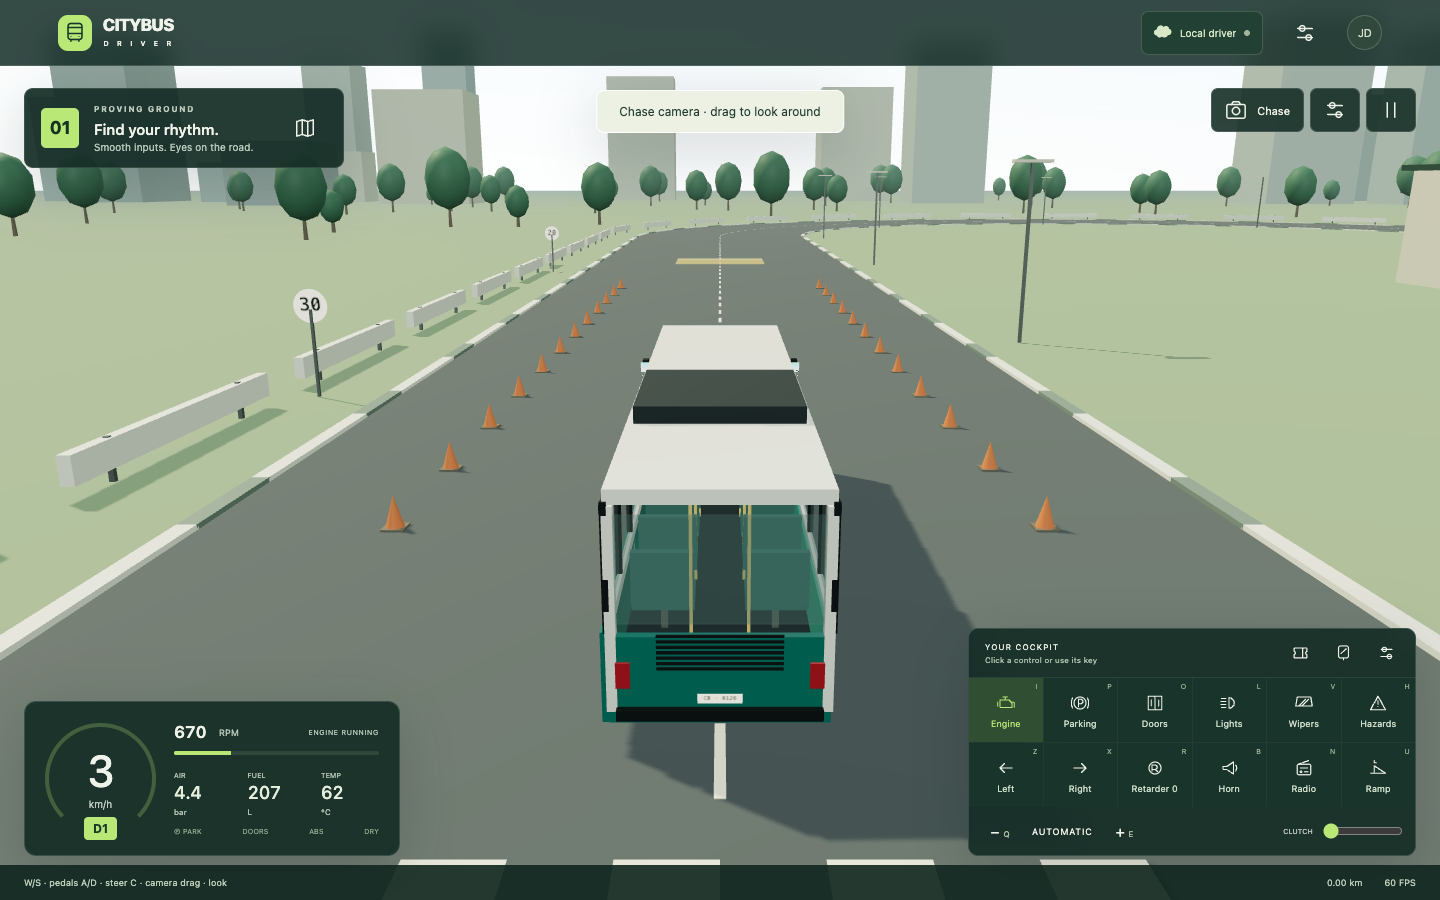 CITYBUS
DRIVER
Local driver
JD
01
PROVING GROUND
Find your rhythm.
Smooth inputs. Eyes on the road.
Chase camera · drag to look around
Chase
30
20
YOUR COCKPIT
Click a control or use its key
I
Engine
P
Parking
O
Doors
L
Lights
V
Wipers
H
Hazards
Z
Left
X
Right
R
Retarder 0
B
Horn
N
Radio
U
Ramp
− Q
AUTOMATIC
+ E
CLUTCH
3
km/h
D1
670 RPM
ENGINE RUNNING
AIR
4.4
bar
FUEL
207
L
TEMP
62
°C
Ⓟ PARK
DOORS
ABS
DRY
W/S · pedals A/D · steer C · camera drag · look
0.00 km
60 FPS